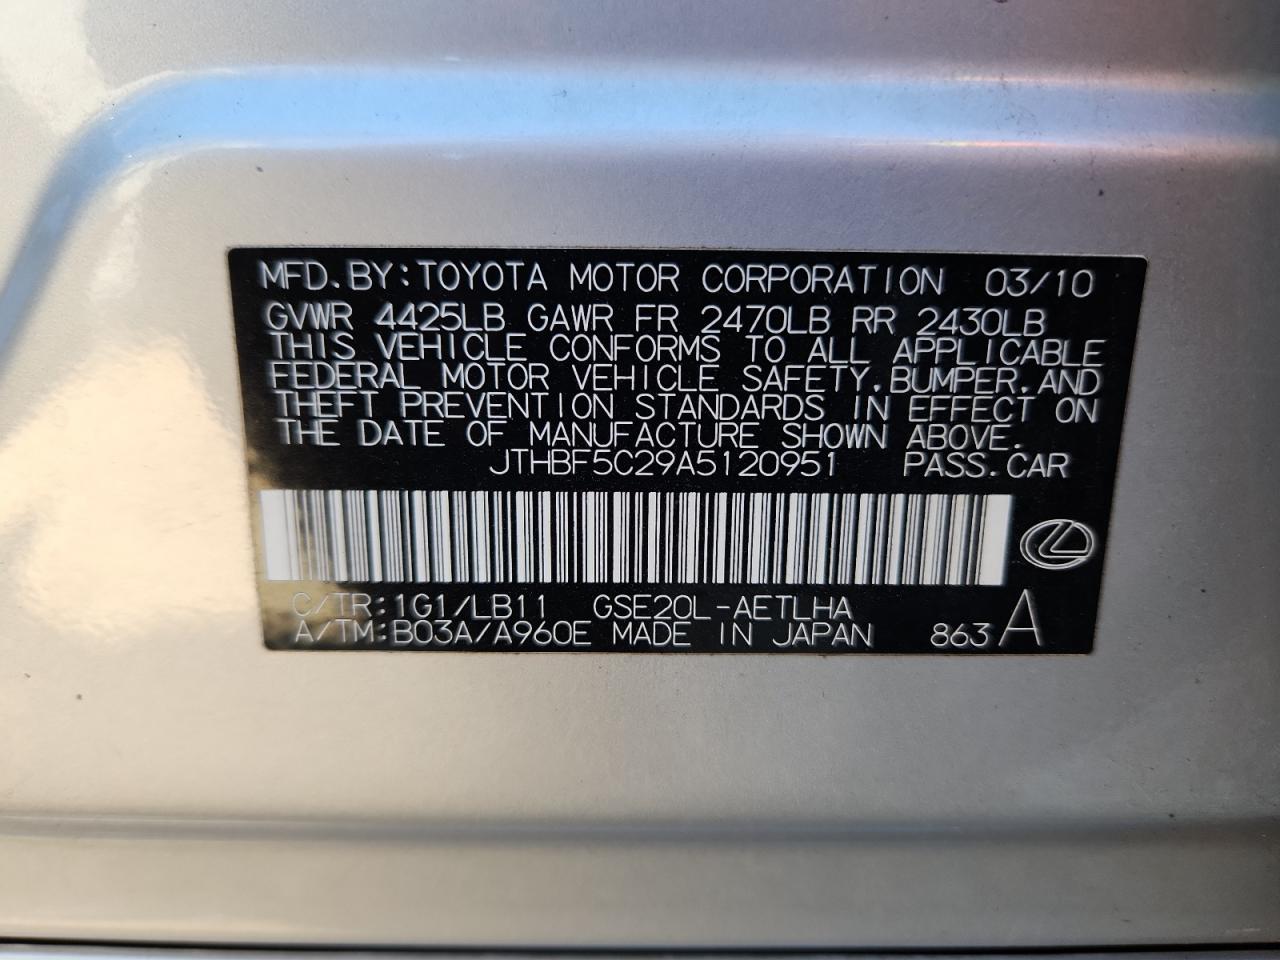 MFD.BY:TOYOTA MOTOR CORPORATION 03/10
GVWR 4425LB GAWR FR 2470LB RR 2430LB
THIS VEHICLE CONFORMS TO ALL APPLICABLE
FEDERAL MOTOR VEHICLE SAFETY,BUMPER,AND
THEFT PREVENTION STANDARDS IN EFFECT ON
THE DATE OF MANUFACTURE SHOWN ABOVE.
JTHBF5C29A5120951 PASS.CAR
C/TR:1G1/LB11 GSE20L-AETLHA
A/TM:B03A/A960E MADE IN JAPAN 863 A